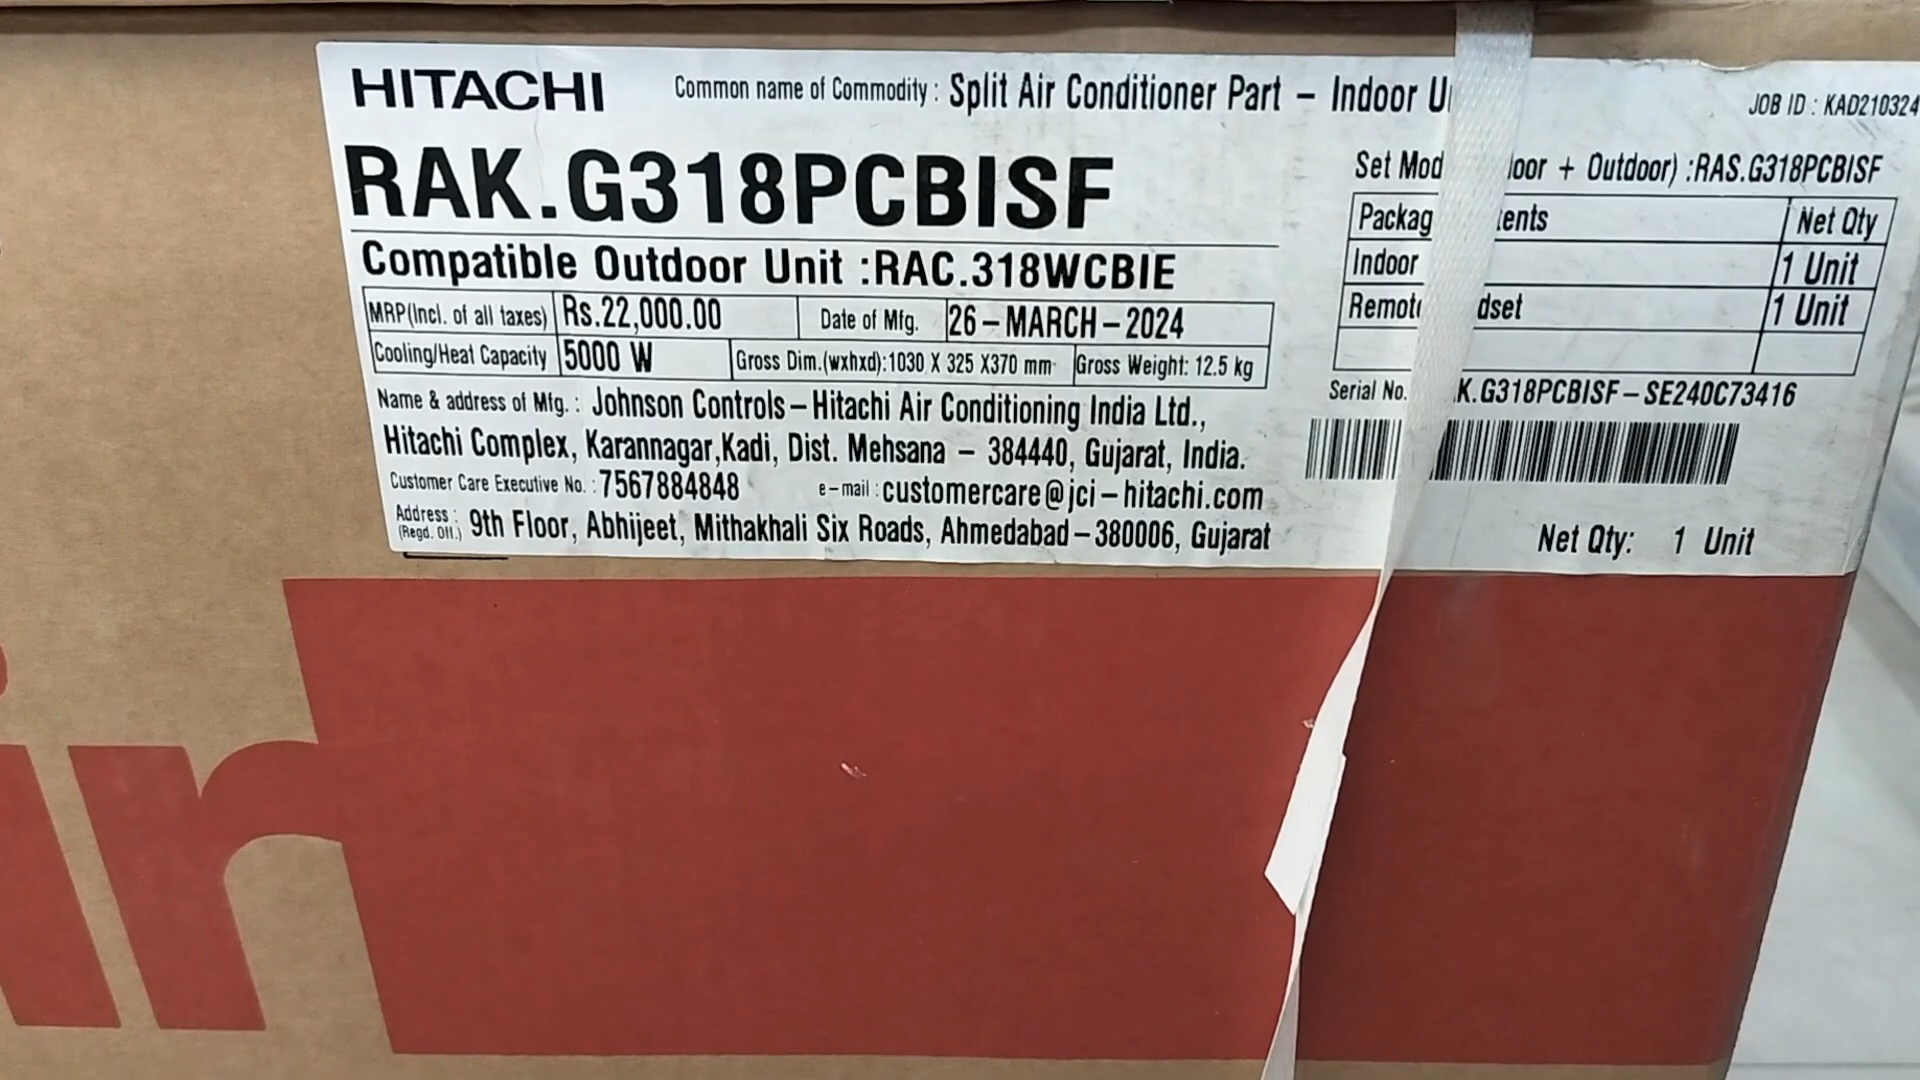 HITACHI
Common name of Commodity : Split Air Conditioner Part – Indoor
JOB ID : KAD210324
RAK.G318PCBISF
Set Mod oor + Outdoor) :RAS.G318PCBISF
Compatible Outdoor Unit :RAC.318WCBIE
MRP(Incl. of all taxes) Rs.22,000.00 Date of Mfg. 26–MARCH–2024
Cooling/Heat Capacity 5000 W Gross Dim.(wxhxd):1030 X 325 X370 mm Gross Weight: 12.5 kg
Name & address of Mfg. : Johnson Controls–Hitachi Air Conditioning India Ltd.,
Hitachi Complex, Karannagar,Kadi, Dist. Mehsana – 384440, Gujarat, India.
Customer Care Executive No. : 7567884848 e–mail : customercare@jci–hitachi.com
Address : 9th Floor, Abhijeet, Mithakhali Six Roads, Ahmedabad–380006, Gujarat
(Regd. Off.)
Packag ents Net Qty
Indoor 1 Unit
Remot dset 1 Unit
Serial No. K.G318PCBISF–SE240C73416
Net Qty: 1 Unit
ir